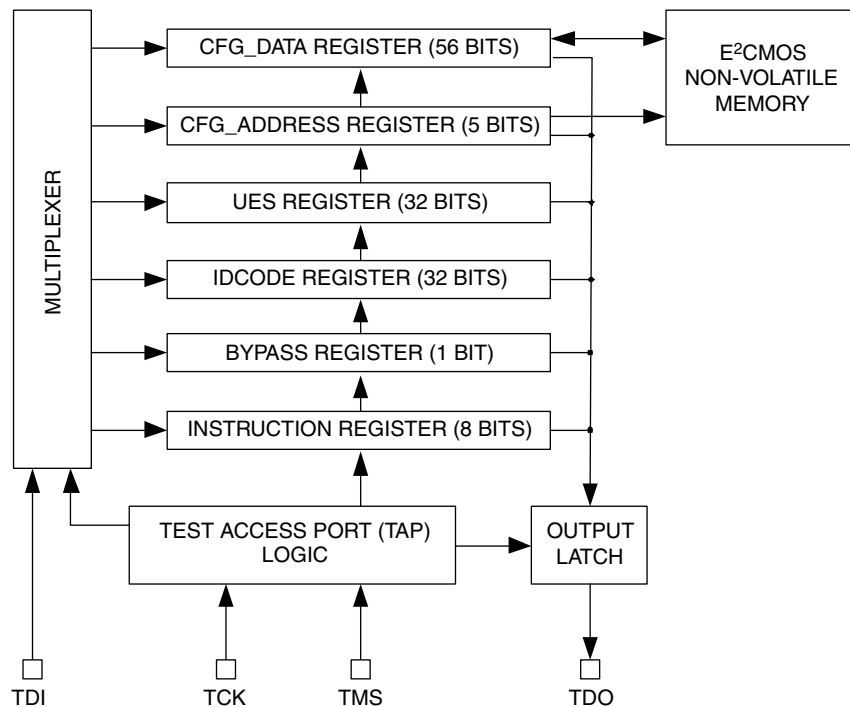 CFG_DATA REGISTER (56 BITS)
E²CMOS
NON-VOLATILE
MEMORY
CFG_ADDRESS REGISTER (5 BITS)
MULTIPLEXER
UES REGISTER (32 BITS)
IDCODE REGISTER (32 BITS)
BYPASS REGISTER (1 BIT)
INSTRUCTION REGISTER (8 BITS)
TEST ACCESS PORT (TAP)
LOGIC
OUTPUT
LATCH
TDI
TCK
TMS
TDO